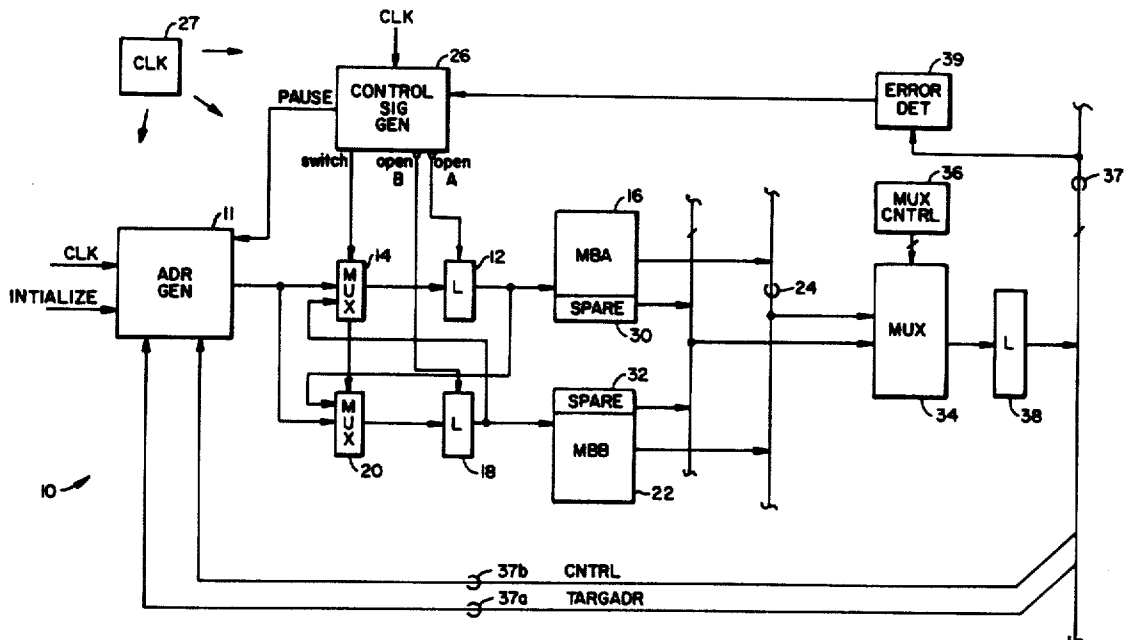 CLK
27
CLK
26
CONTROL
SIG
GEN
PAUSE
39
ERROR
DET
switch
open
B
open
A
37
36
MUX
CNTRL
11
CLK
INTIALIZE
ADR
GEN
14
MUX
12
L
16
MBA
SPARE
30
24
MUX
34
L
38
32
SPARE
MBB
22
MUX
20
L
18
10
37b
CNTRL
37a
TARGADR